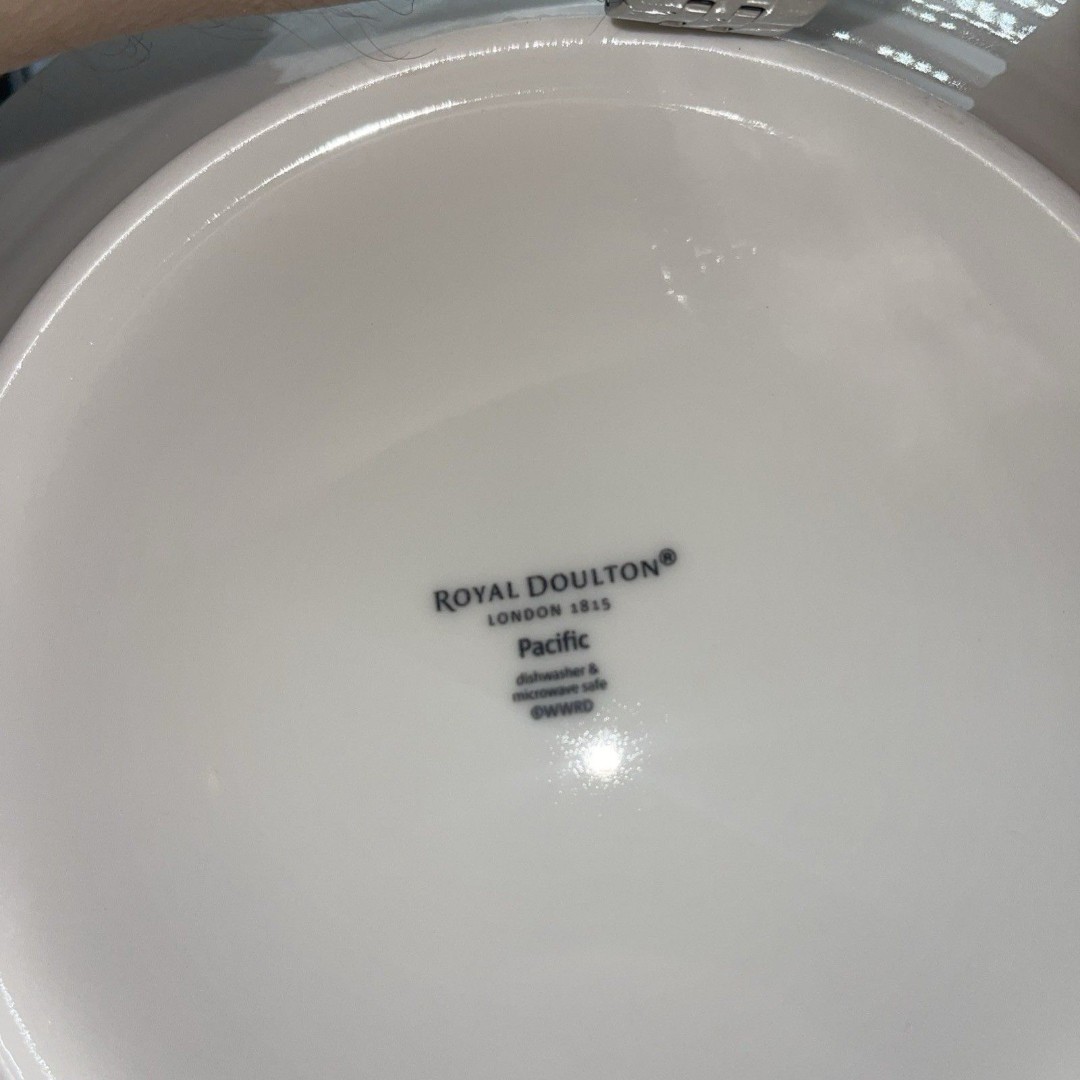 ROYAL DOULTON®
LONDON 1815
Pacific
dishwasher &
microwave safe
©WWRD